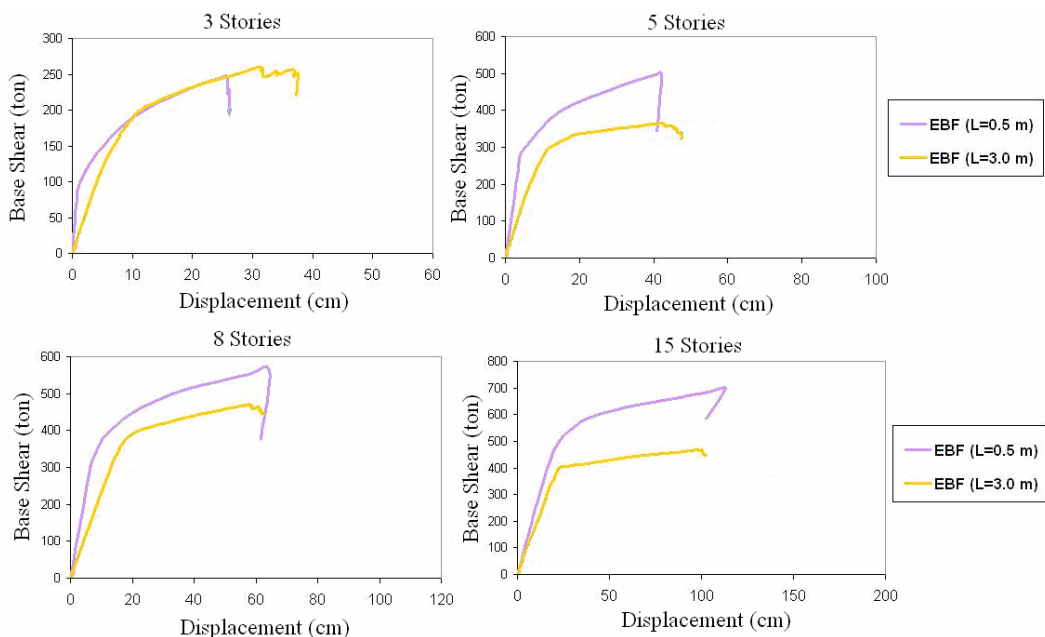 3 Stories
300
250
200
150
100
50
0
0 10 20 30 40 50 60
Base Shear (ton)
Displacement (cm)
5 Stories
600
500
400
300
200
100
0
0 20 40 60 80 100
Base Shear (ton)
Displacement (cm)
EBF (L=0.5 m)
EBF (L=3.0 m)
8 Stories
600
500
400
300
200
100
0
0 20 40 60 80 100 120
Base Shear (ton)
Displacement (cm)
15 Stories
800
700
600
500
400
300
200
100
0
0 50 100 150 200
Base Shear (ton)
Displacement (cm)
EBF (L=0.5 m)
EBF (L=3.0 m)